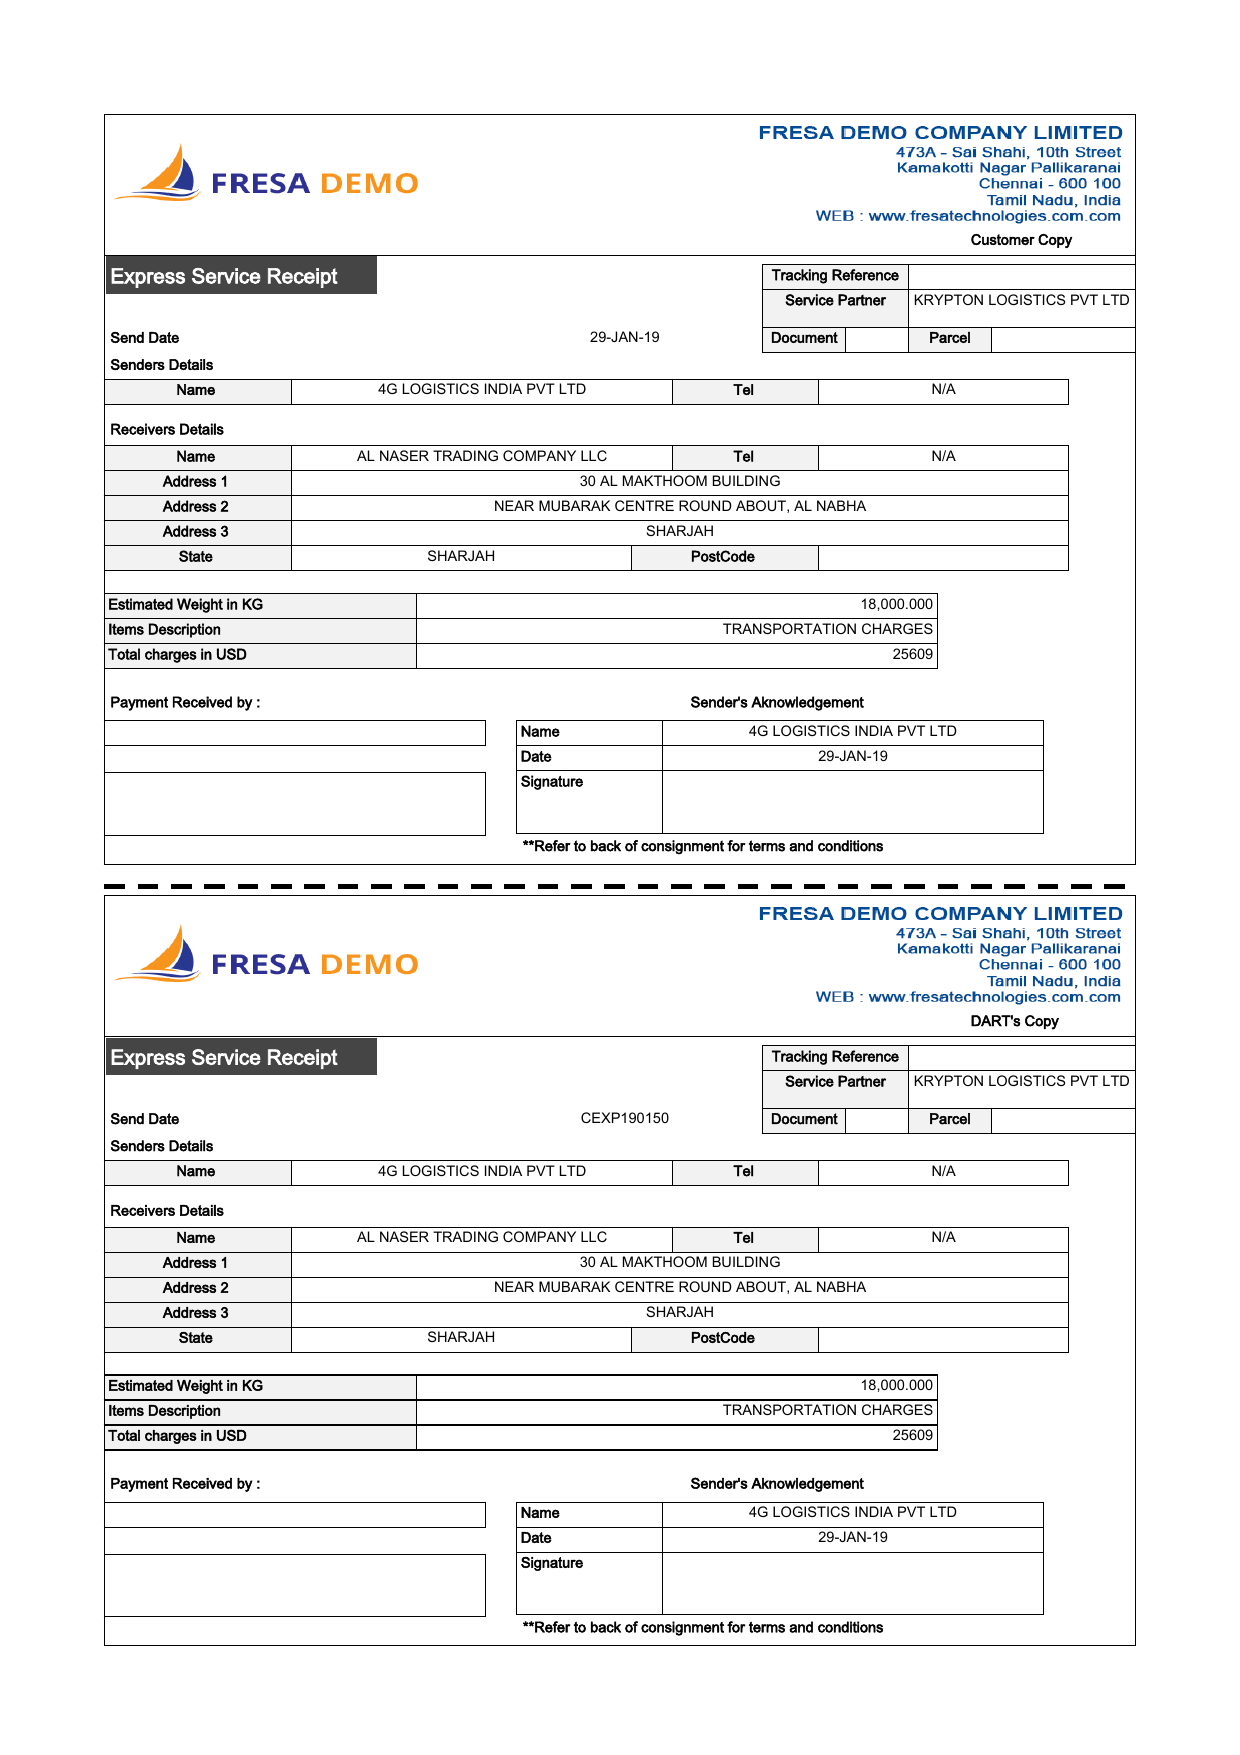 FRESA DEMO
FRESA DEMO COMPANY LIMITED
473A - Sai Shahi, 10th Street
Kamakotti Nagar Pallikaranai
Chennai - 600 100
Tamil Nadu, India
WEB : www.fresatechnologies.com.com
Customer Copy
Express Service Receipt
Tracking Reference
Service Partner KRYPTON LOGISTICS PVT LTD
Send Date 29-JAN-19 Document Parcel
Senders Details
Name 4G LOGISTICS INDIA PVT LTD Tel N/A
Receivers Details
Name AL NASER TRADING COMPANY LLC Tel N/A
Address 1 30 AL MAKTHOOM BUILDING
Address 2 NEAR MUBARAK CENTRE ROUND ABOUT, AL NABHA
Address 3 SHARJAH
State SHARJAH PostCode
Estimated Weight in KG 18,000.000
Items Description TRANSPORTATION CHARGES
Total charges in USD 25609
Payment Received by : Sender's Aknowledgement
Name 4G LOGISTICS INDIA PVT LTD
Date 29-JAN-19
Signature
**Refer to back of consignment for terms and conditions
FRESA DEMO
FRESA DEMO COMPANY LIMITED
473A - Sai Shahi, 10th Street
Kamakotti Nagar Pallikaranai
Chennai - 600 100
Tamil Nadu, India
WEB : www.fresatechnologies.com.com
DART's Copy
Express Service Receipt
Tracking Reference
Service Partner KRYPTON LOGISTICS PVT LTD
Send Date CEXP190150 Document Parcel
Senders Details
Name 4G LOGISTICS INDIA PVT LTD Tel N/A
Receivers Details
Name AL NASER TRADING COMPANY LLC Tel N/A
Address 1 30 AL MAKTHOOM BUILDING
Address 2 NEAR MUBARAK CENTRE ROUND ABOUT, AL NABHA
Address 3 SHARJAH
State SHARJAH PostCode
Estimated Weight in KG 18,000.000
Items Description TRANSPORTATION CHARGES
Total charges in USD 25609
Payment Received by : Sender's Aknowledgement
Name 4G LOGISTICS INDIA PVT LTD
Date 29-JAN-19
Signature
**Refer to back of consignment for terms and conditions